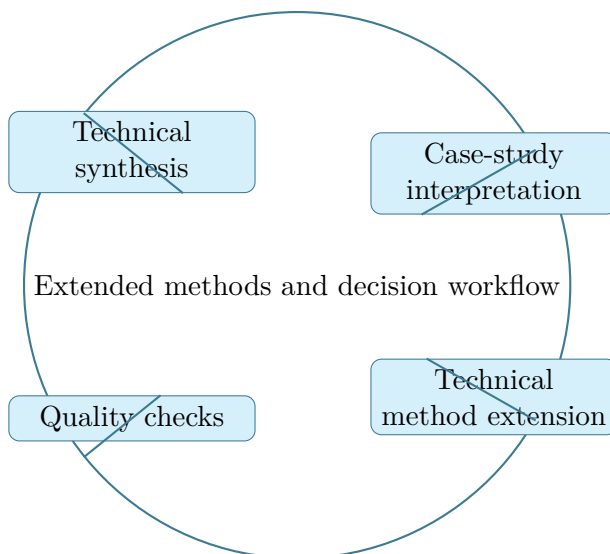 Technical
synthesis
Case-study
interpretation
Extended methods and decision workflow
Quality checks
Technical
method extension